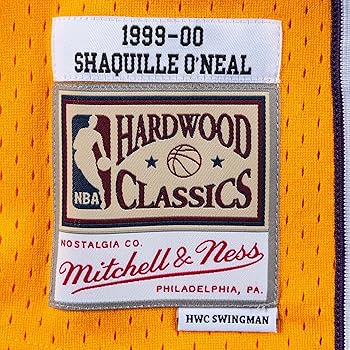 1999-00
SHAQUILLE O'NEAL
HARDWOOD
NBA
CLASSICS
NOSTALGIA CO.
Mitchell & Ness
PHILADELPHIA, PA.
HWC SWINGMAN